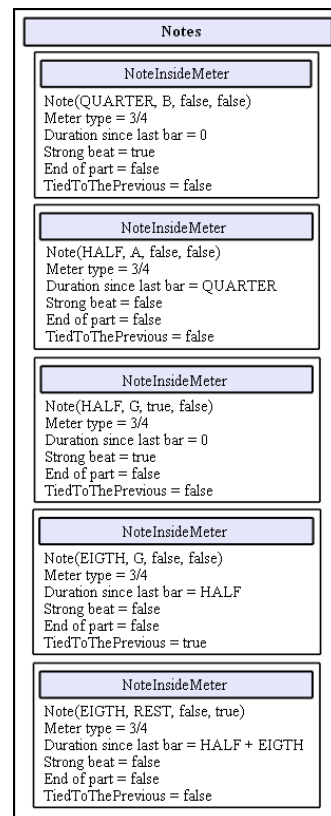 Notes
NoteInsideMeter
Note(QUARTER, B, false, false)
Meter type = 3/4
Duration since last bar = 0
Strong beat = true
End of part = false
TiedToThePrevious = false
NoteInsideMeter
Note(HALF, A, false, false)
Meter type = 3/4
Duration since last bar = QUARTER
Strong beat = false
End of part = false
TiedToThePrevious = false
NoteInsideMeter
Note(HALF, G, true, false)
Meter type = 3/4
Duration since last bar = 0
Strong beat = true
End of part = false
TiedToThePrevious = false
NoteInsideMeter
Note(EIGTH, G, false, false)
Meter type = 3/4
Duration since last bar = HALF
Strong beat = false
End of part = false
TiedToThePrevious = true
NoteInsideMeter
Note(EIGTH, REST, false, true)
Meter type = 3/4
Duration since last bar = HALF + EIGTH
Strong beat = false
End of part = false
TiedToThePrevious = false